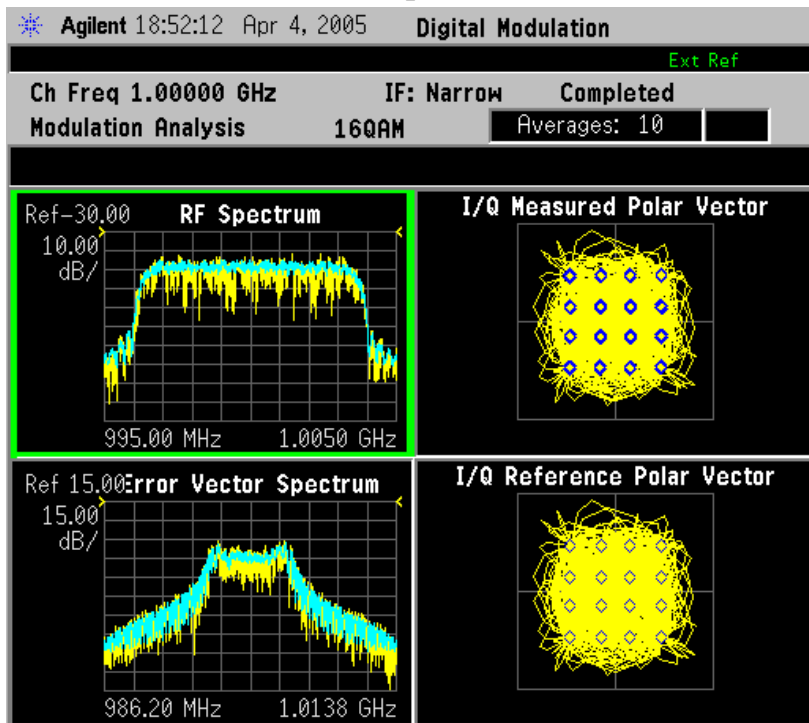 Agilent 18:52:12 Apr 4, 2005 Digital Modulation
Ext Ref
Ch Freq 1.00000 GHz IF: Narrow Completed
Modulation Analysis 16QAM Averages: 10
Ref-30.00 RF Spectrum
10.00
dB/
995.00 MHz 1.0050 GHz
I/Q Measured Polar Vector
Ref 15.00 Error Vector Spectrum
15.00
dB/
986.20 MHz 1.0138 GHz
I/Q Reference Polar Vector